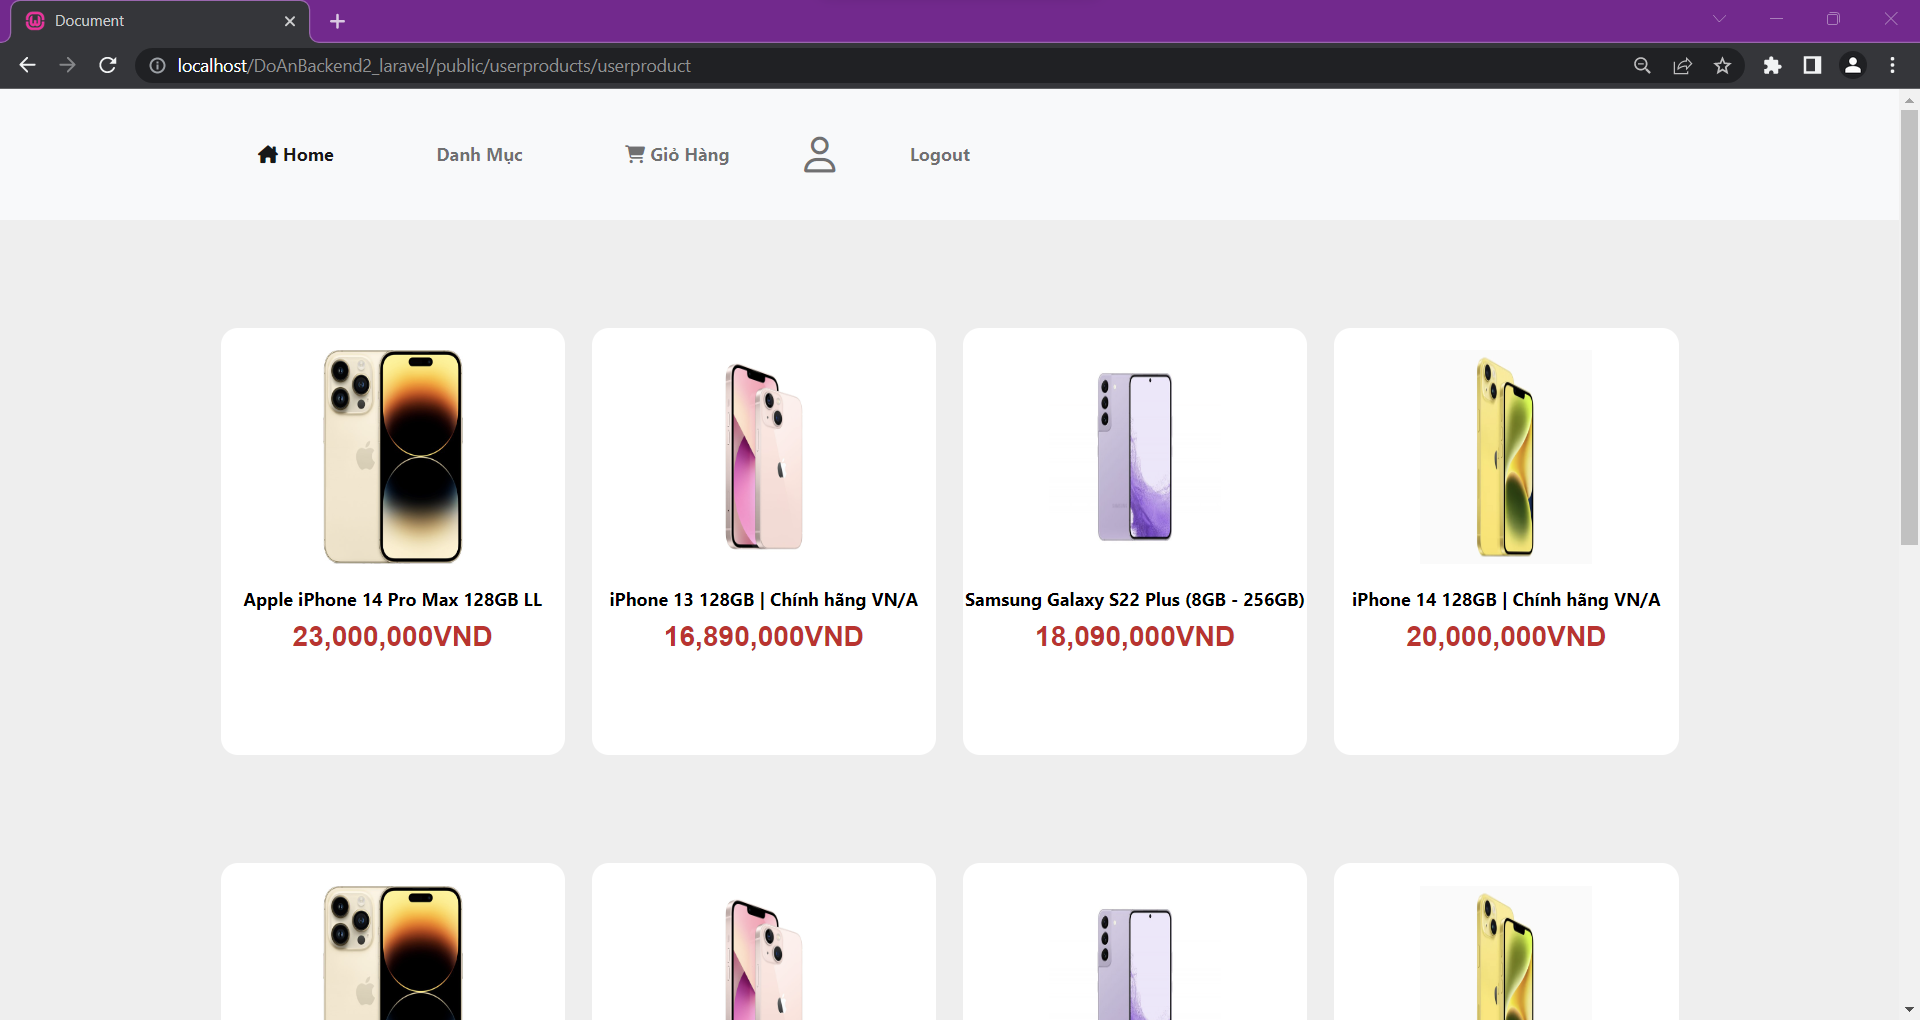 Document
localhost/DoAnBackend2_laravel/public/userproducts/userproduct
Home Danh Mục Giỏ Hàng Logout
Apple iPhone 14 Pro Max 128GB LL
23,000,000VND
iPhone 13 128GB | Chính hãng VN/A
16,890,000VND
Samsung Galaxy S22 Plus (8GB - 256GB)
18,090,000VND
iPhone 14 128GB | Chính hãng VN/A
20,000,000VND